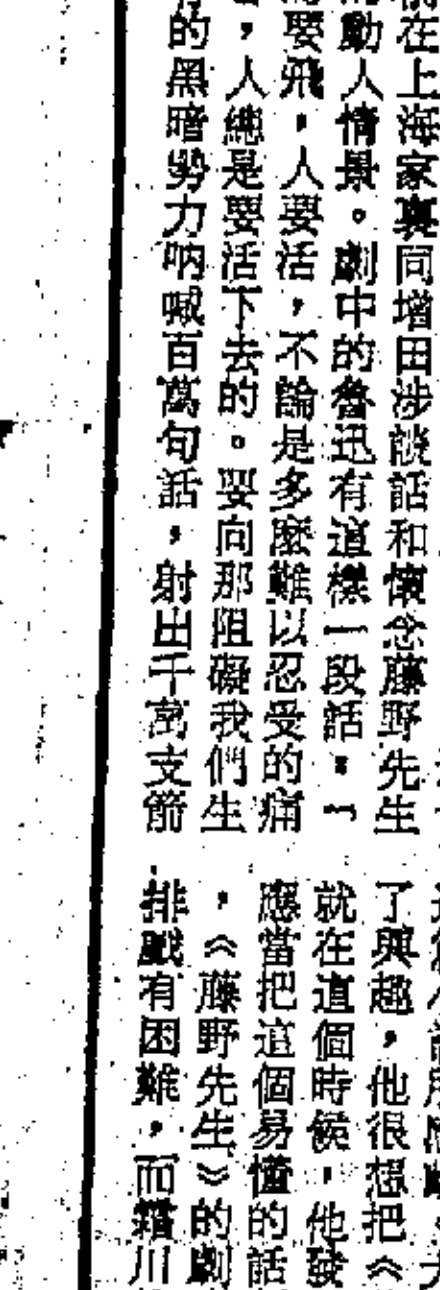 在上海家裏同增田涉談話和懷念藤野先生
動人情景。劇中的魯迅有這樣一段話：「
要飛，人要活，不論是多麼難以忍受的痛
，人總是要活下去的。要向那阻礙我們生
的黑暗勢力吶喊百萬句話，射出千萬支箭
了興趣，他很想把《
就在這個時候，他發
應當把這個易懂的話
，《藤野先生》的劇
排戲有困難，而霜川